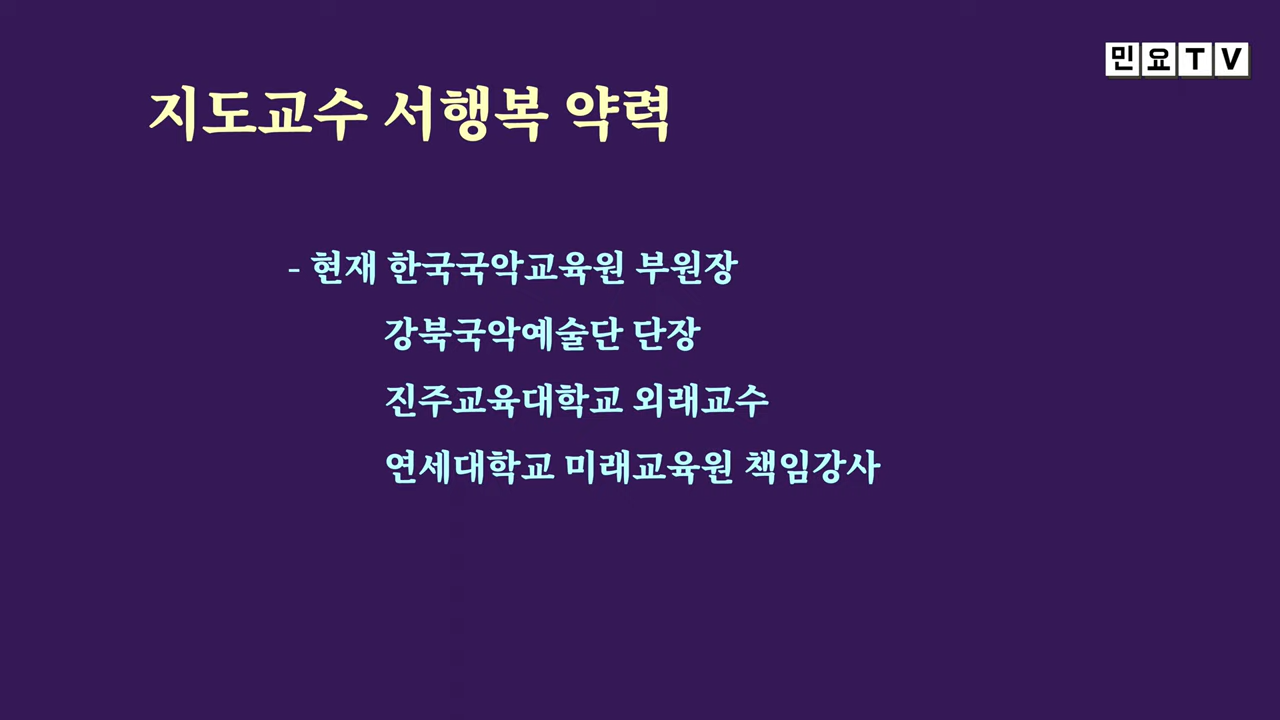 민요TV
지도교수 서행복 약력
- 현재 한국국악교육원 부원장
강북국악예술단 단장
진주교육대학교 외래교수
연세대학교 미래교육원 책임강사